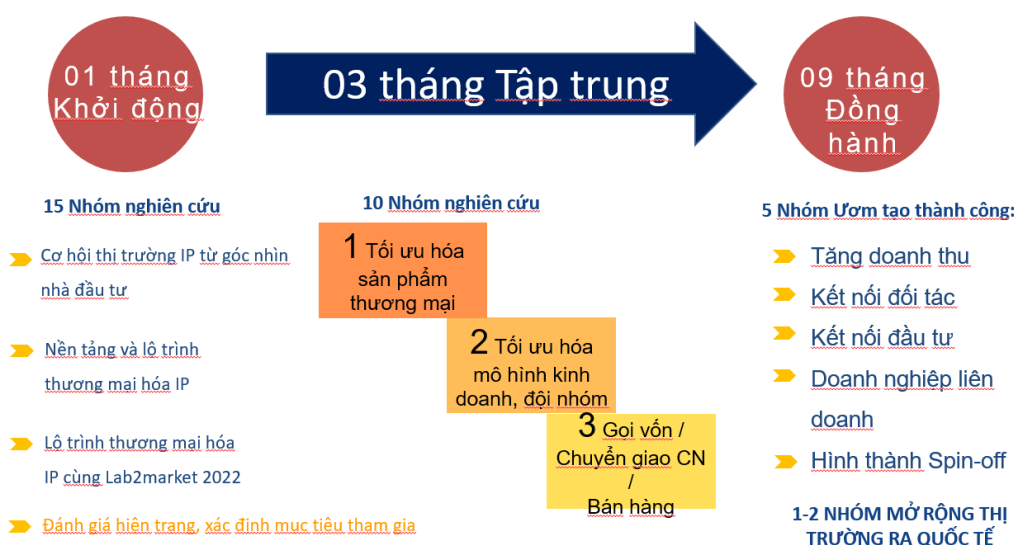 01 tháng
Khởi động
03 tháng Tập trung
09 tháng
Đồng
hành
15 Nhóm nghiên cứu
Cơ hội thị trường IP từ góc nhìn
nhà đầu tư
Nền tảng và lộ trình
thương mại hóa IP
Lộ trình thương mại hóa
IP cùng Lab2market 2022
Đánh giá hiện trạng, xác định mục tiêu tham gia
10 Nhóm nghiên cứu
1 Tối ưu hóa
sản phẩm
thương mại
2 Tối ưu hóa
mô hình kinh
doanh, đội nhóm
3 Gọi vốn /
Chuyển giao CN
/
Bán hàng
5 Nhóm Ươm tạo thành công:
Tăng doanh thu
Kết nối đối tác
Kết nối đầu tư
Doanh nghiệp liên
doanh
Hình thành Spin-off
1-2 NHÓM MỞ RỘNG THỊ
TRƯỜNG RA QUỐC TẾ